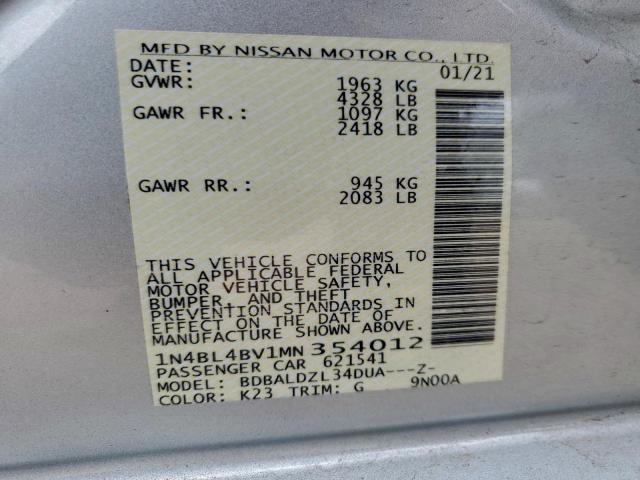 MFD BY NISSAN MOTOR CO., LTD.
DATE: 01/21
GVWR: 1963 KG
4328 LB
GAWR FR.: 1097 KG
2418 LB
GAWR RR.: 945 KG
2083 LB
THIS VEHICLE CONFORMS TO
ALL APPLICABLE FEDERAL
MOTOR VEHICLE SAFETY,
BUMPER, AND THEFT
PREVENTION STANDARDS IN
EFFECT ON THE DATE OF
MANUFACTURE SHOWN ABOVE.
1N4BL4BV1MN 354012
PASSENGER CAR 621541
MODEL: BDBALDZL34DUA---Z-
COLOR: K23 TRIM: G 9N00A